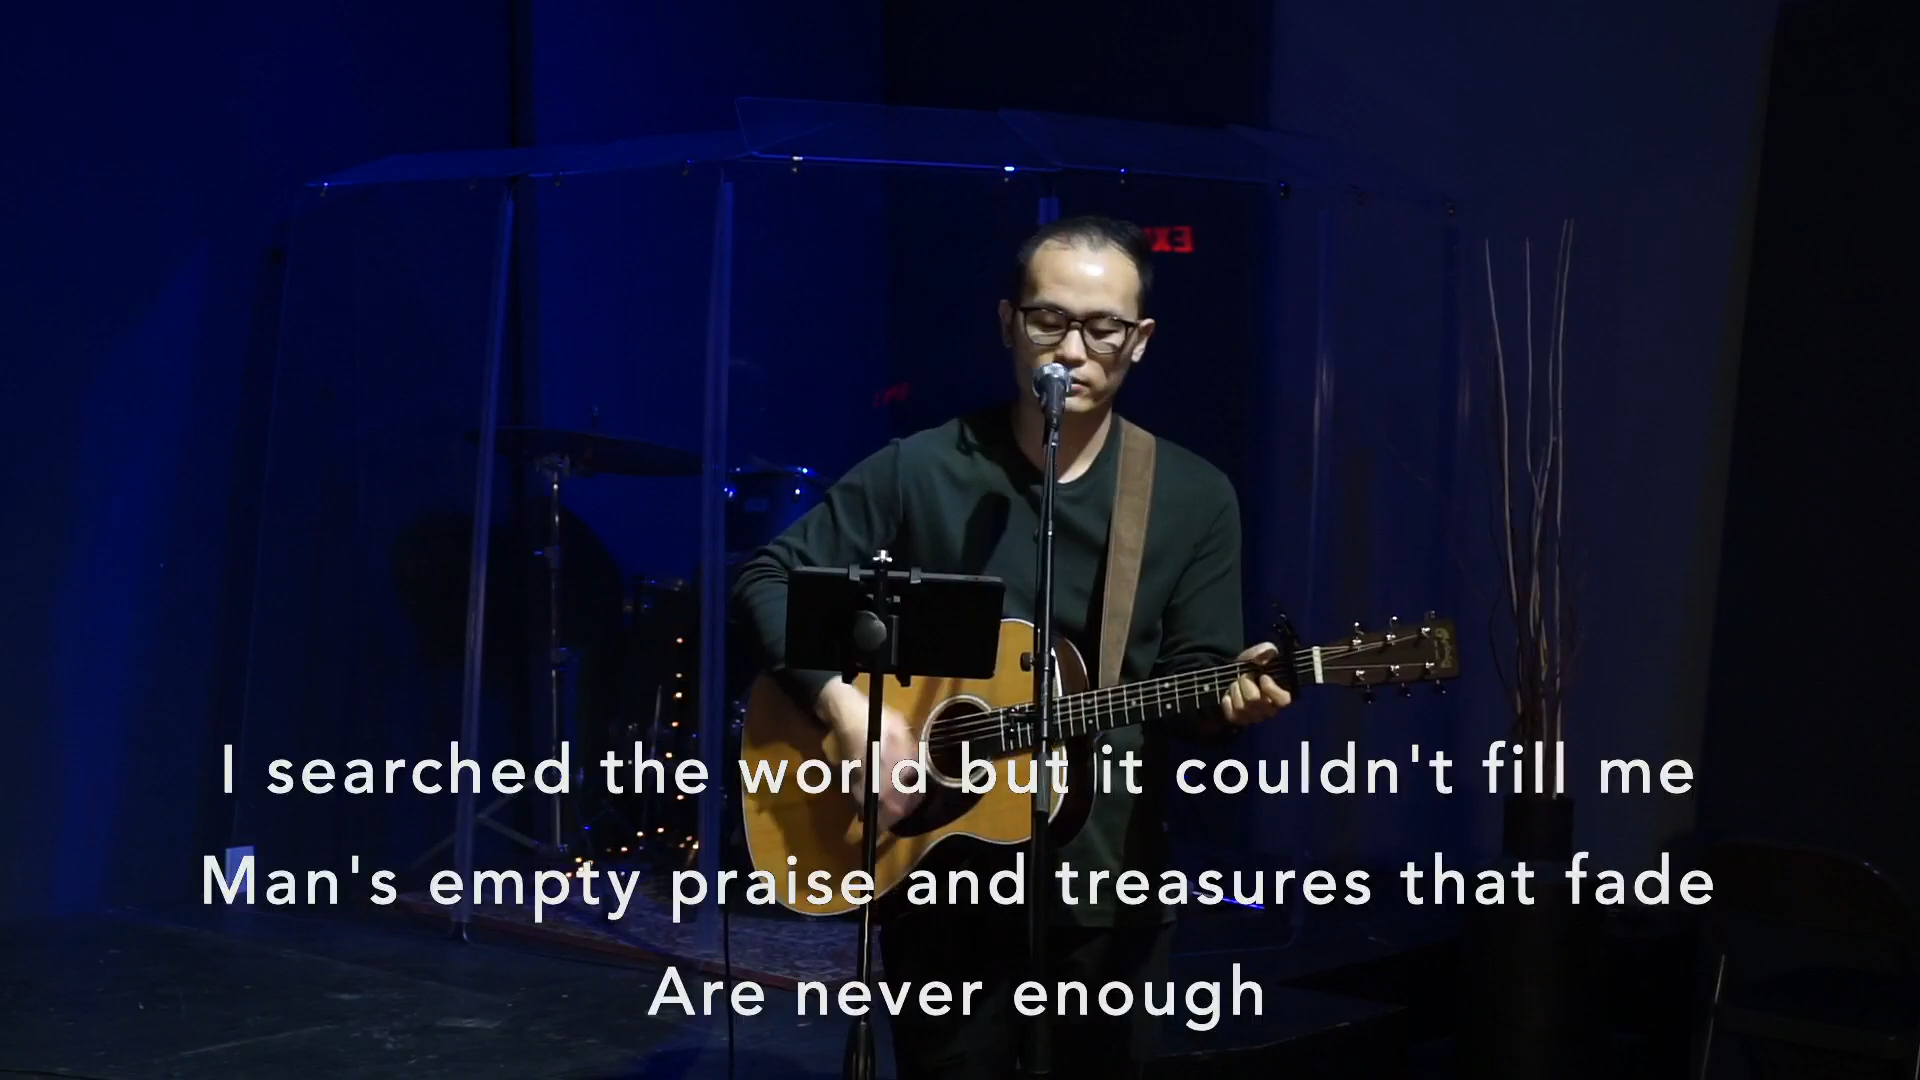 I searched the world but it couldn't fill me
Man's empty praise and treasures that fade
Are never enough